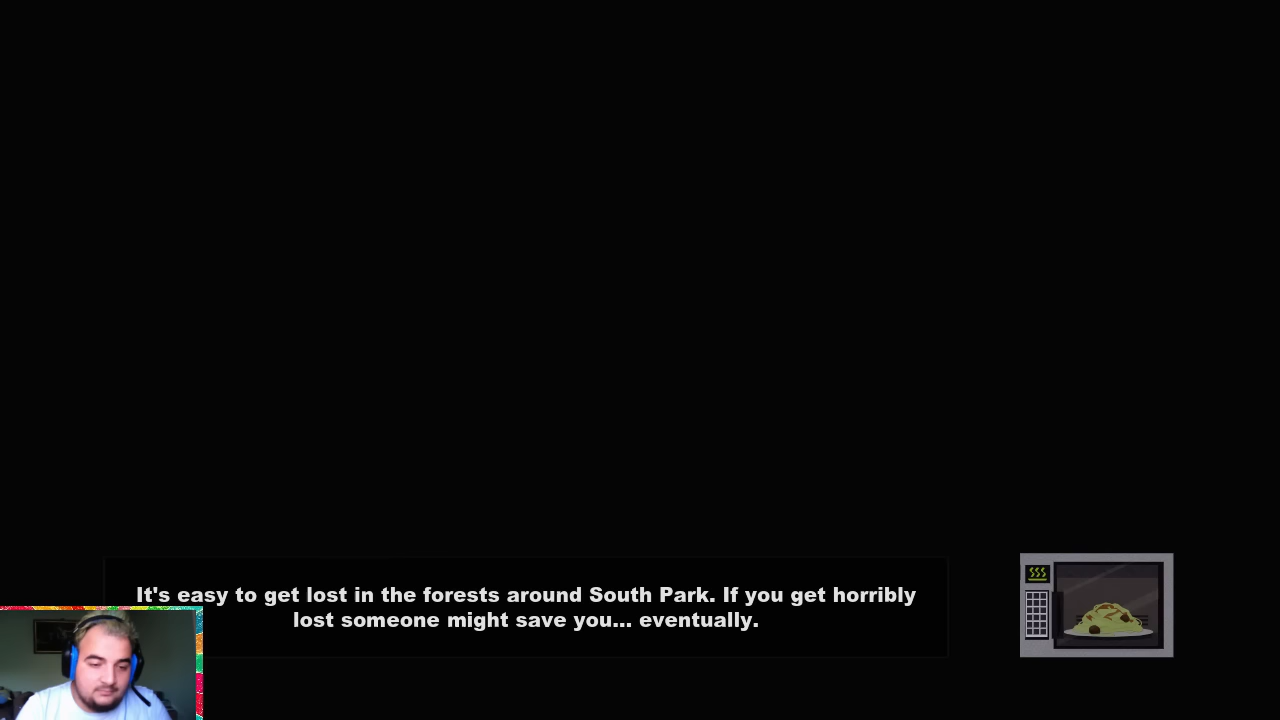 It's easy to get lost in the forests around South Park. If you get horribly
lost someone might save you... eventually.